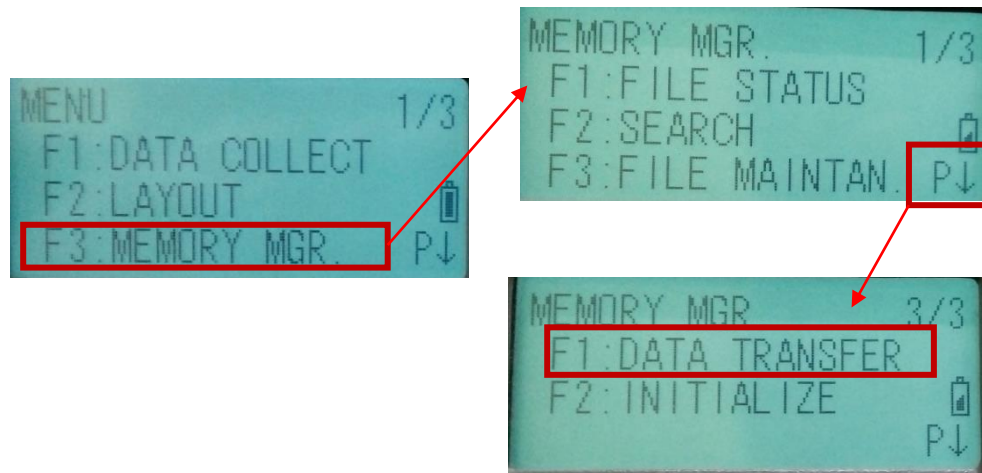 MENU 1/3
F1:DATA COLLECT
F2:LAYOUT
F3:MEMORY MGR. P↓
MEMORY MGR. 1/3
F1:FILE STATUS
F2:SEARCH
F3:FILE MAINTAN. P↓
MEMORY MGR 3/3
F1:DATA TRANSFER
F2:INITIALIZE
P↓